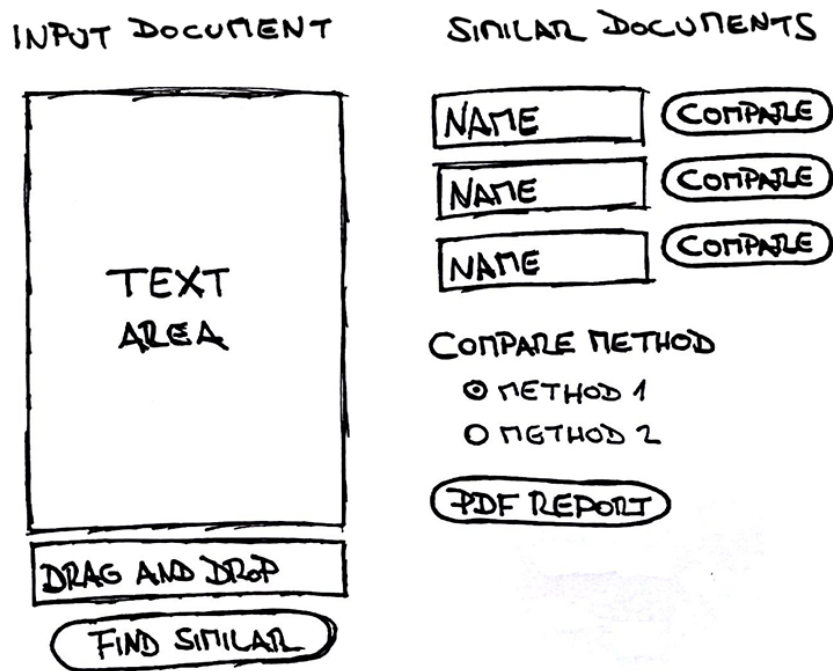 INPUT DOCUMENT
TEXT
AREA
DRAG AND DROP
FIND SIMILAR
SIMILAR DOCUMENTS
NAME
COMPARE
NAME
COMPARE
NAME
COMPARE
COMPARE METHOD
METHOD 1
METHOD 2
PDF REPORT